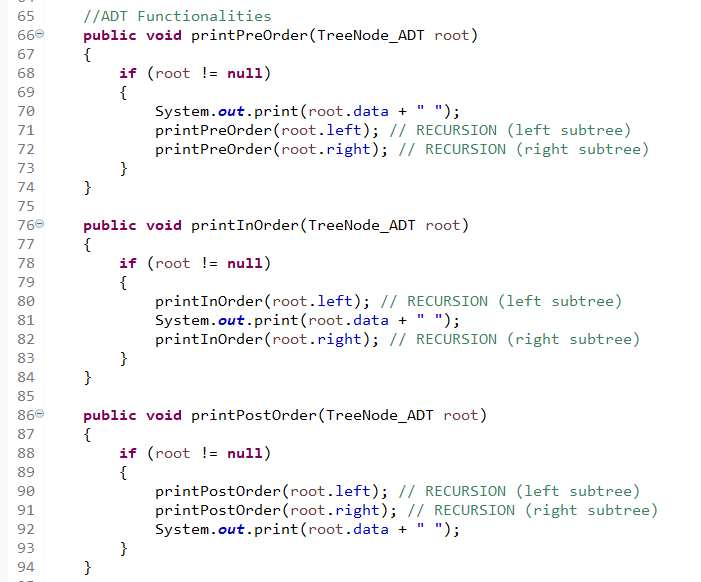 65 //ADT Functionalities
66 public void printPreOrder(TreeNode_ADT root)
67 {
68 if (root != null)
69 {
70 System.out.print(root.data + " ");
71 printPreOrder(root.left); // RECURSION (left subtree)
72 printPreOrder(root.right); // RECURSION (right subtree)
73 }
74 }
75
76 public void printInOrder(TreeNode_ADT root)
77 {
78 if (root != null)
79 {
80 printInOrder(root.left); // RECURSION (left subtree)
81 System.out.print(root.data + " ");
82 printInOrder(root.right); // RECURSION (right subtree)
83 }
84 }
85
86 public void printPostOrder(TreeNode_ADT root)
87 {
88 if (root != null)
89 {
90 printPostOrder(root.left); // RECURSION (left subtree)
91 printPostOrder(root.right); // RECURSION (right subtree)
92 System.out.print(root.data + " ");
93 }
94 }